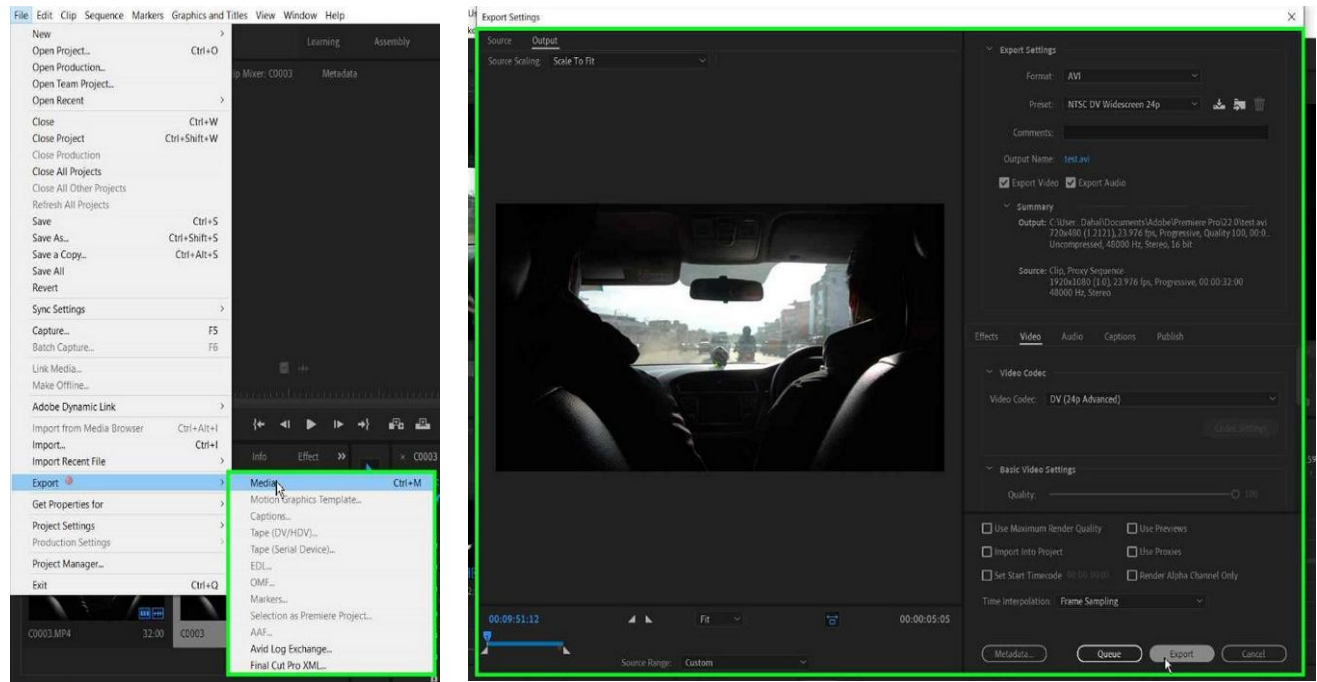 File Edit Clip Sequence Markers Graphics and Titles View Window Help
New
Open Project... Ctrl+O
Open Production...
Open Team Project...
Open Recent
Close Ctrl+W
Close Project Ctrl+Shift+W
Close Production
Close All Projects
Close All Other Projects
Refresh All Projects
Save Ctrl+S
Save As... Ctrl+Shift+S
Save a Copy... Ctrl+Alt+S
Save All
Revert
Sync Settings
Capture... F5
Batch Capture... F6
Link Media...
Make Offline...
Adobe Dynamic Link
Import from Media Browser Ctrl+Alt+I
Import... Ctrl+I
Import Recent File
Export
Get Properties for
Project Settings
Production Settings
Project Manager...
Exit Ctrl+Q
Learning Assembly
Mixer: C0003 Metadata
Info Effect C0003
Media Ctrl+M
Motion Graphics Template...
Captions...
Tape (DV/HDV)...
Tape (Serial Device)...
EDL...
OMF...
Markers...
Selection as Premiere Project...
AAF...
Avid Log Exchange...
Final Cut Pro XML...
C0003.MP4 32:00 C0003
Export Settings
Source Output
Source Scaling: Scale To Fit
00:09:51:12 Fit 00:00:05:05
Source Range: Custom
Export Settings
Format: AVI
Preset: NTSC DV Widescreen 24p
Comments:
Output Name: test.avi
Export Video Export Audio
Summary
Output: C:\User_Dahal\Documents\Adobe\Premiere Pro\22.0\test.avi
720x480 (1.2121), 23.976 fps, Progressive, Quality 100, 00:0...
Uncompressed, 48000 Hz, Stereo, 16 bit
Source: Clip, Proxy Sequence
1920x1080 (1.0), 23.976 fps, Progressive, 00:00:32:00
48000 Hz, Stereo
Effects Video Audio Captions Publish
Video Codec
Video Codec: DV (24p Advanced)
Codec Settings
Basic Video Settings
Quality: 100
Use Maximum Render Quality Use Previews
Import Into Project Use Proxies
Set Start Timecode 00:00:00:00 Render Alpha Channel Only
Time Interpolation: Frame Sampling
Metadata... Queue Export Cancel